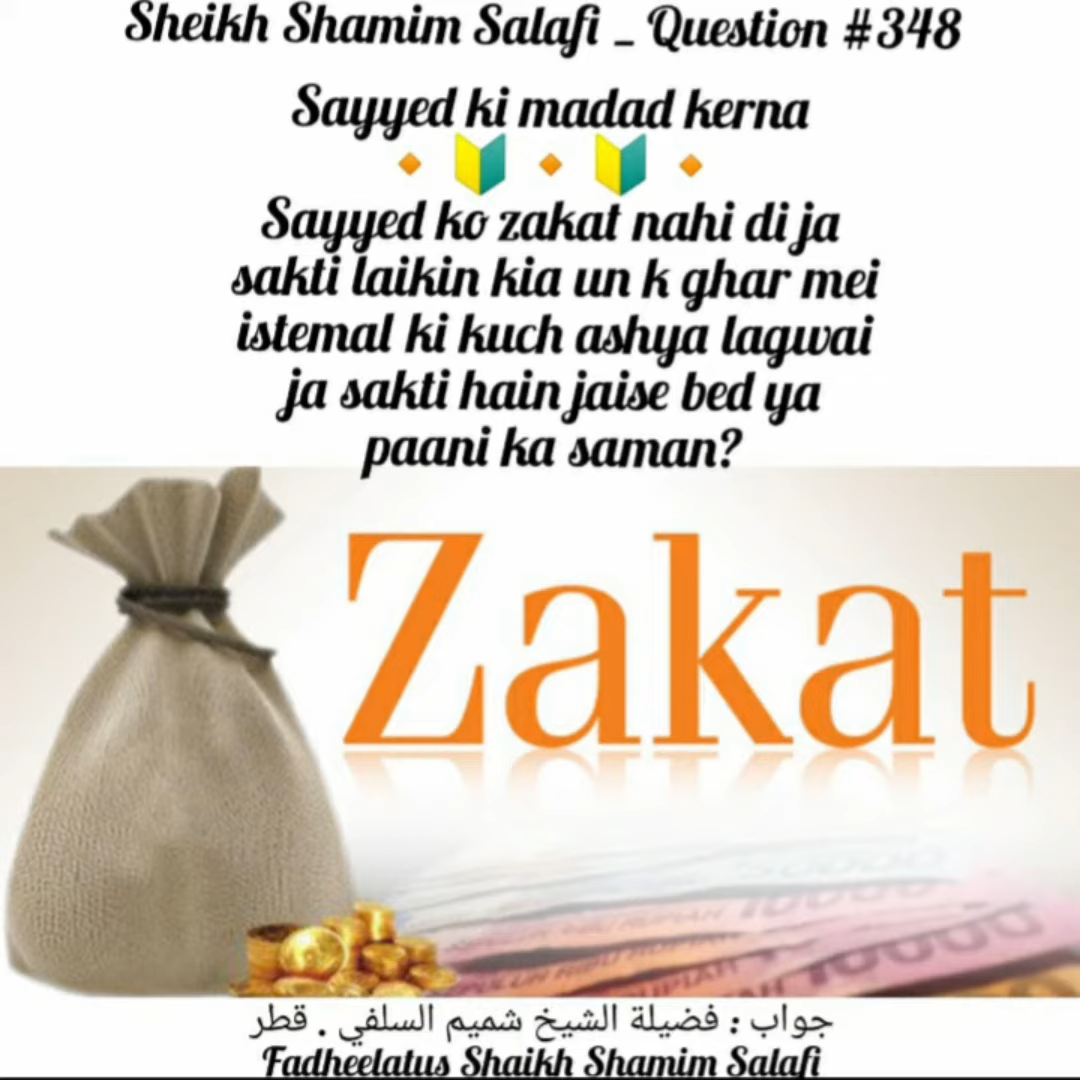 Sheikh Shamim Salafi _ Question #348
Sayyed ki madad kerna
🔸 🔰 🔸 🔰 🔸
Sayyed ko zakat nahi di ja
sakti laikin kia un k ghar mei
istemal ki kuch ashya lagwai
ja sakti hain jaise bed ya
paani ka saman?
Zakat
جواب : فضيلة الشيخ شميم السلفي . قطر
Fadheelatus Shaikh Shamim Salafi